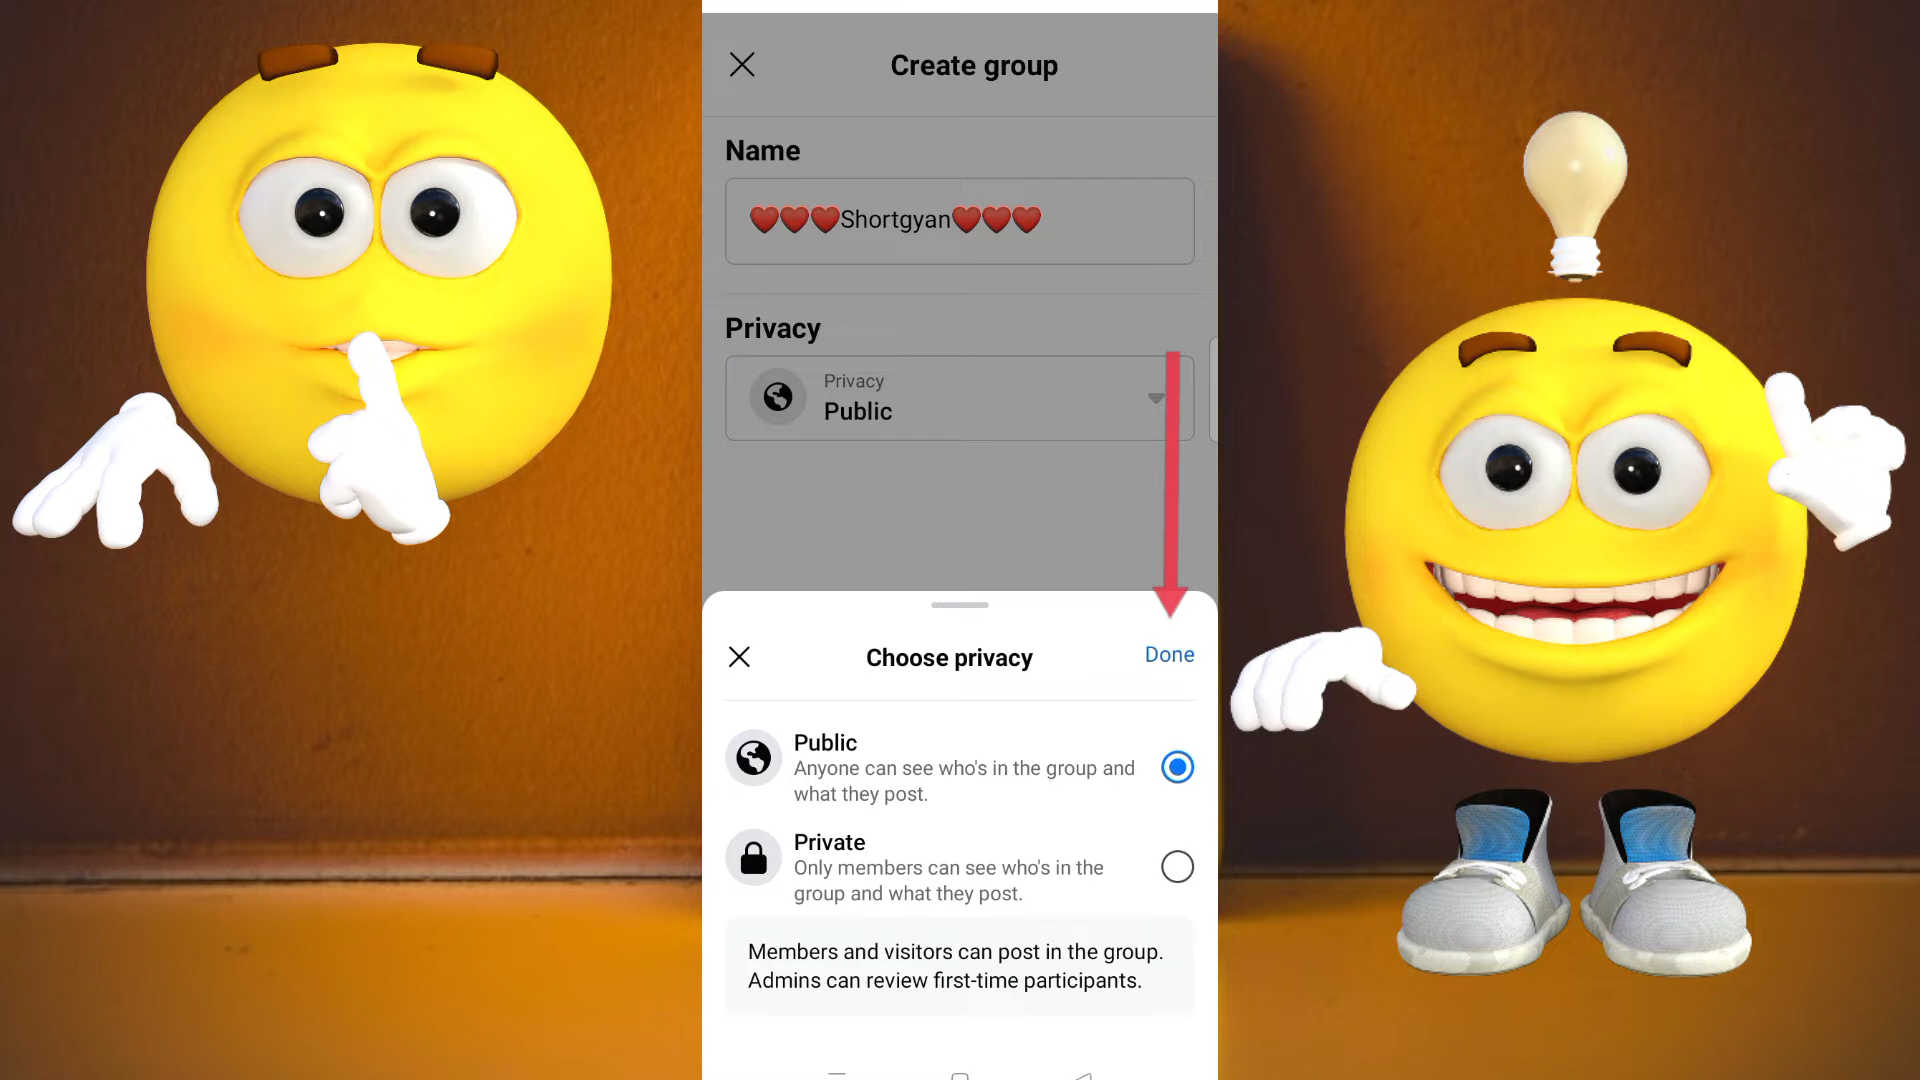 Create group
Name
❤️❤️❤️Shortgyan❤️❤️❤️
Privacy
Privacy
Public
Choose privacy
Done
Public
Anyone can see who's in the group and
what they post.
Private
Only members can see who's in the
group and what they post.
Members and visitors can post in the group.
Admins can review first-time participants.